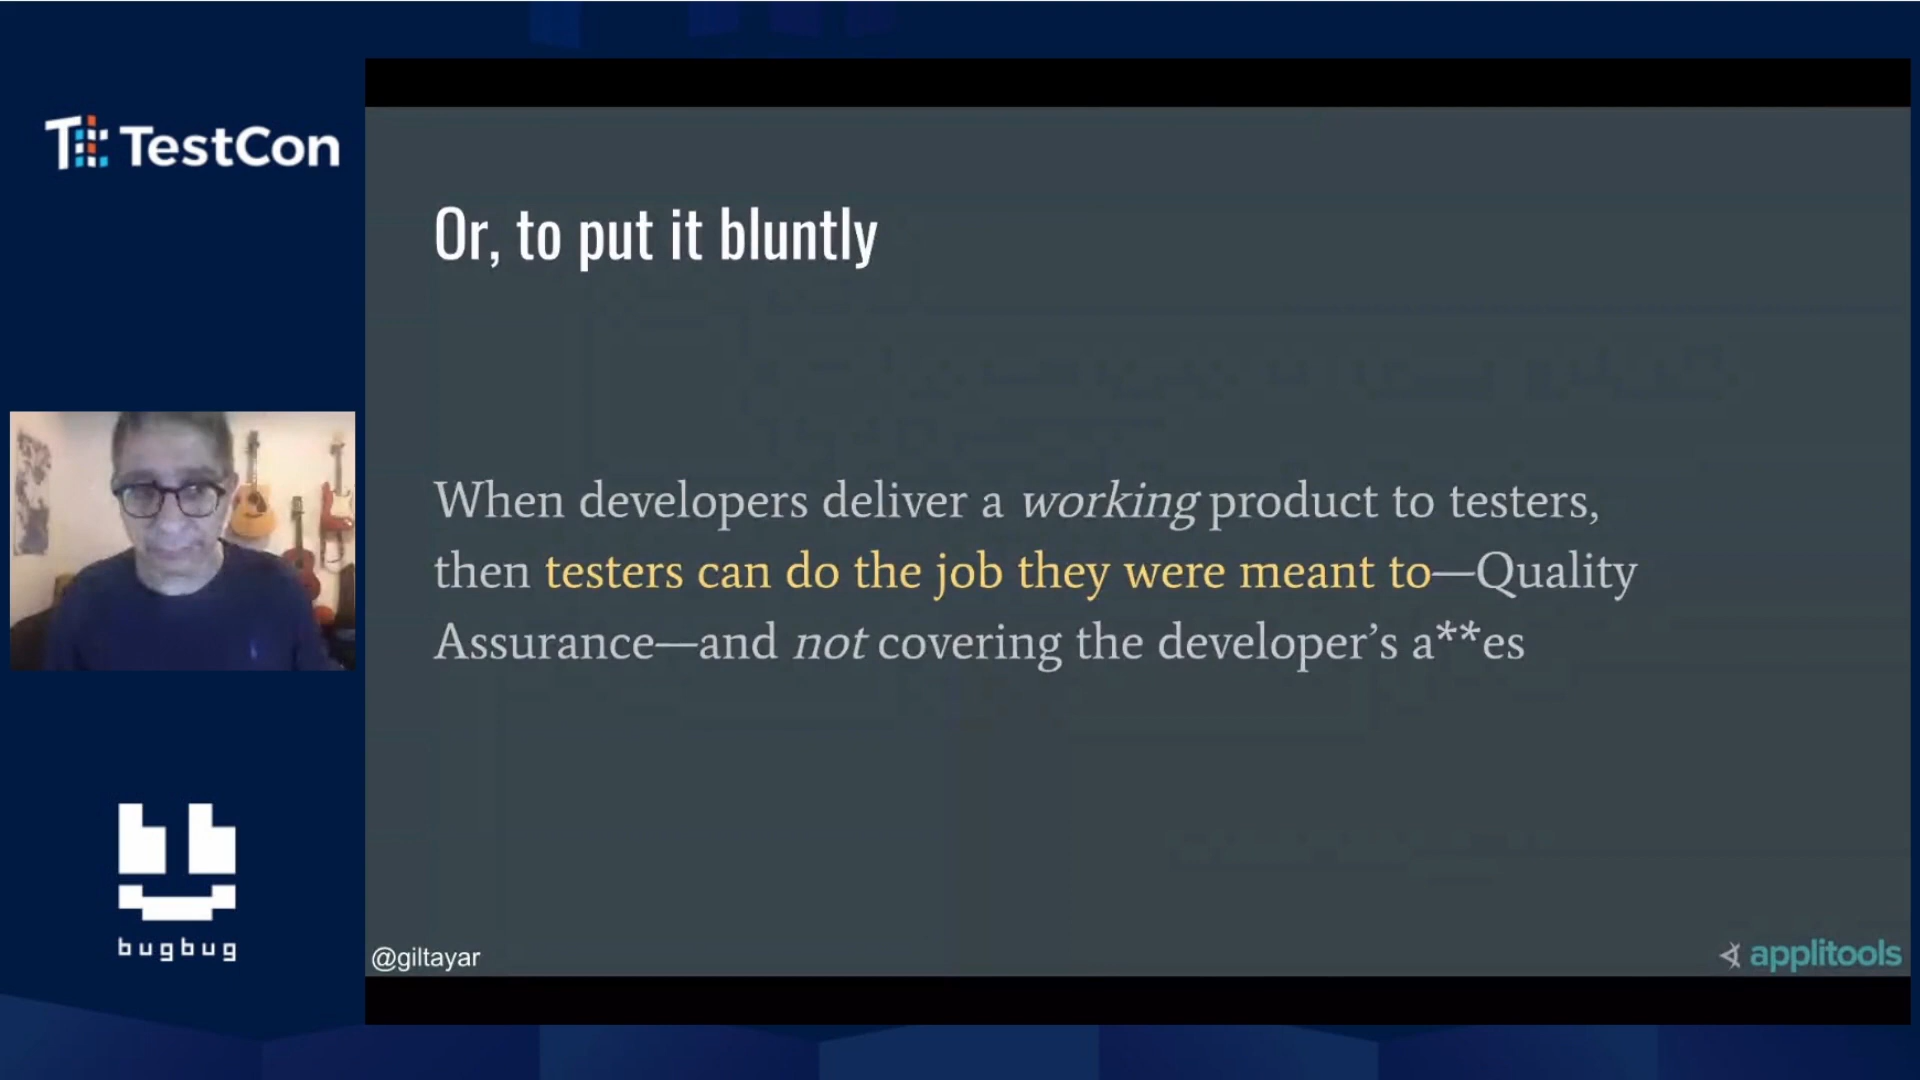 TestCon
Or, to put it bluntly
When developers deliver a working product to testers,
then testers can do the job they were meant to—Quality
Assurance—and not covering the developer’s a**es
bugbug
@giltayar
applitools